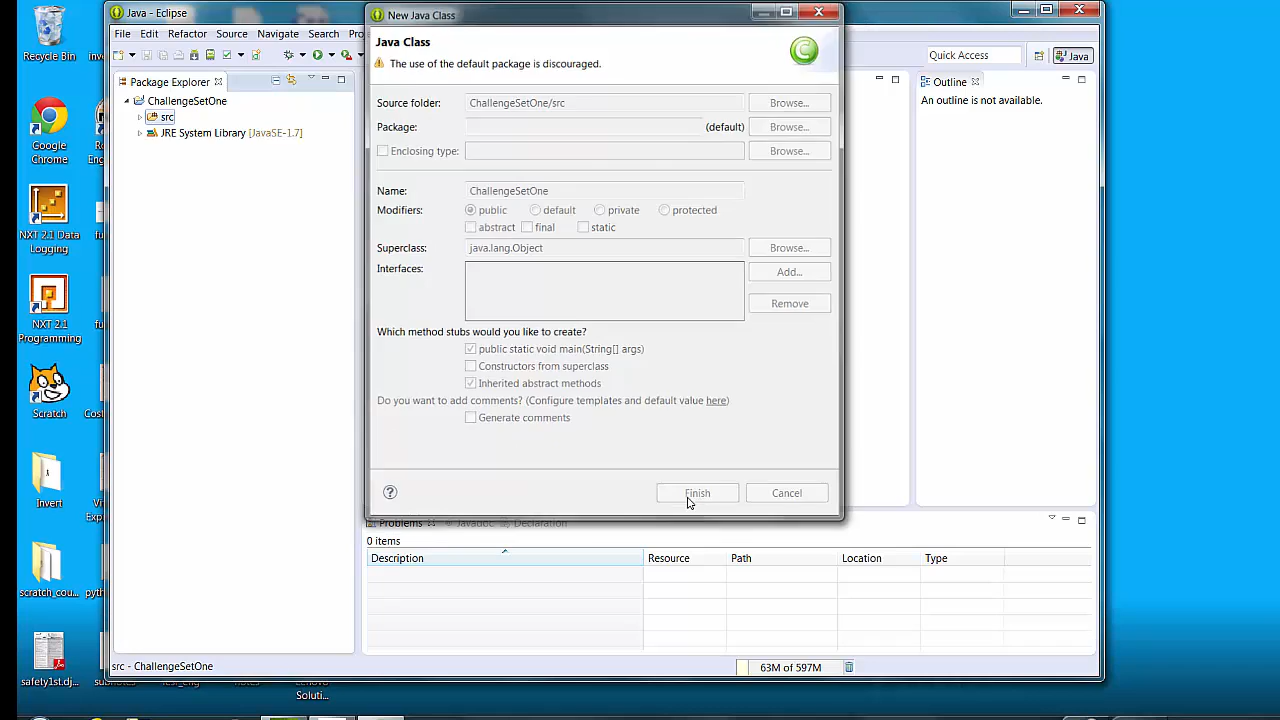 Java - Eclipse
New Java Class
File Edit Refactor Source Navigate Search
Java Class
The use of the default package is discouraged.
Quick Access
Java
Package Explorer
Outline
An outline is not available.
ChallengeSetOne
src
JRE System Library [JavaSE-1.7]
Source folder: ChallengeSetOne/src Browse...
Package: (default) Browse...
Enclosing type: Browse...
Name: ChallengeSetOne
Modifiers: public default private protected
abstract final static
Superclass: java.lang.Object Browse...
Interfaces: Add...
Remove
Which method stubs would you like to create?
public static void main(String[] args)
Constructors from superclass
Inherited abstract methods
Do you want to add comments? (Configure templates and default value here)
Generate comments
Finish Cancel
Problems Javadoc Declaration
0 items
Description Resource Path Location Type
src - ChallengeSetOne
63M of 597M
Recycle Bin
Google
Chrome
NXT 2.1 Data
Logging
NXT 2.1
Programming
Scratch
Invert
scratch_cou...
safety1st.dj...
Soluti...